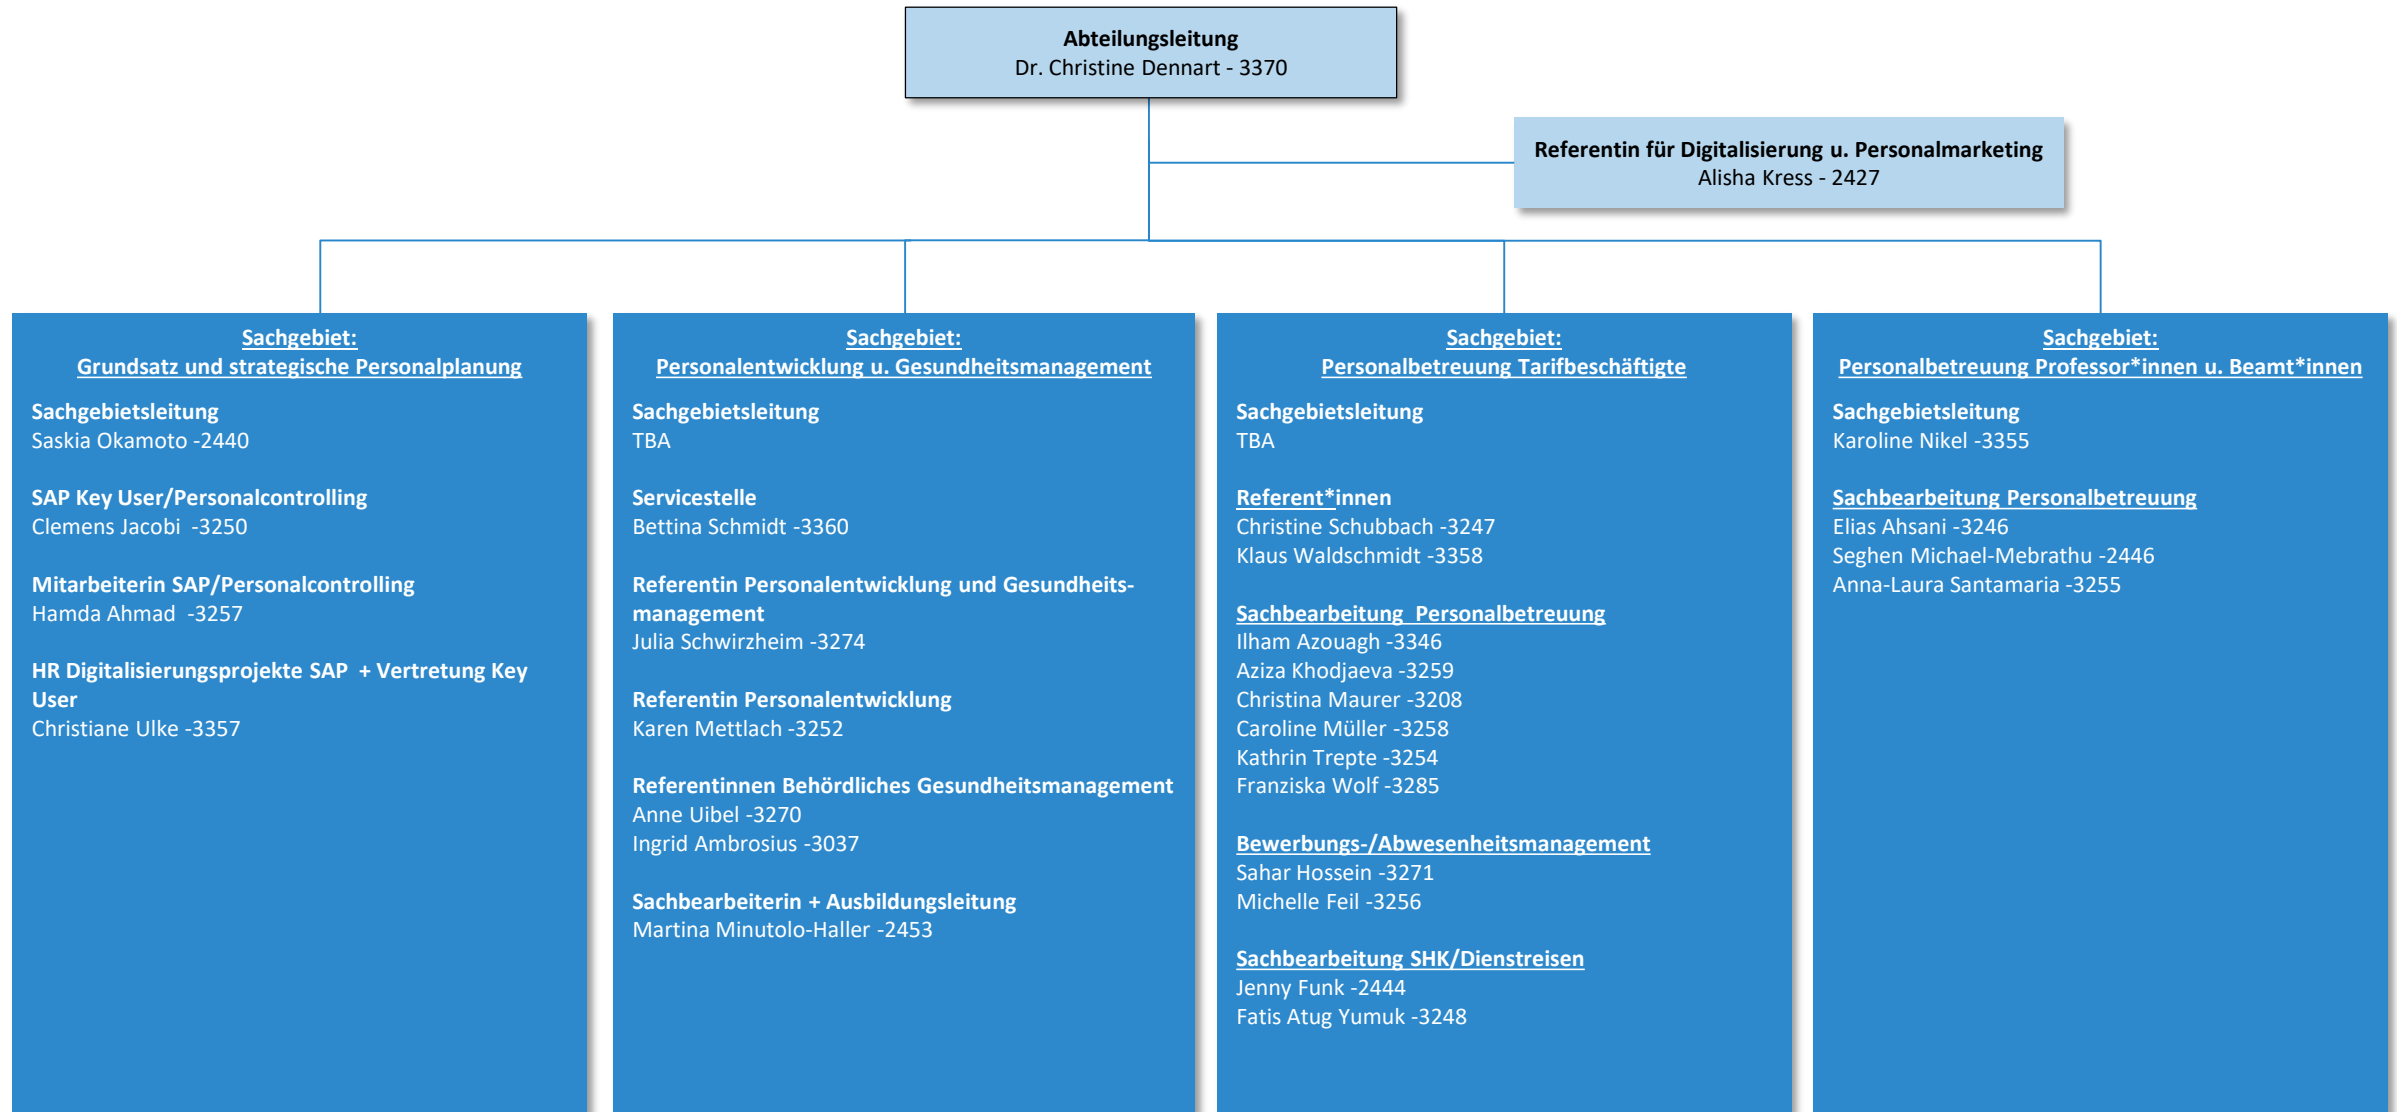 Abteilungsleitung
Dr. Christine Dennart - 3370
Referentin für Digitalisierung u. Personalmarketing
Alisha Kress - 2427
Sachgebiet:
Grundsatz und strategische Personalplanung
Sachgebietsleitung
Saskia Okamoto -2440
SAP Key User/Personalcontrolling
Clemens Jacobi -3250
Mitarbeiterin SAP/Personalcontrolling
Hamda Ahmad -3257
HR Digitalisierungsprojekte SAP + Vertretung Key
User
Christiane Ulke -3357
Sachgebiet:
Personalentwicklung u. Gesundheitsmanagement
Sachgebietsleitung
TBA
Servicestelle
Bettina Schmidt -3360
Referentin Personalentwicklung und Gesundheits-
management
Julia Schwirzheim -3274
Referentin Personalentwicklung
Karen Mettlach -3252
Referentinnen Behördliches Gesundheitsmanagement
Anne Uibel -3270
Ingrid Ambrosius -3037
Sachbearbeiterin + Ausbildungsleitung
Martina Minutolo-Haller -2453
Sachgebiet:
Personalbetreuung Tarifbeschäftigte
Sachgebietsleitung
TBA
Referent*innen
Christine Schubbach -3247
Klaus Waldschmidt -3358
Sachbearbeitung Personalbetreuung
Ilham Azouagh -3346
Aziza Khodjaeva -3259
Christina Maurer -3208
Caroline Müller -3258
Kathrin Trepte -3254
Franziska Wolf -3285
Bewerbungs-/Abwesenheitsmanagement
Sahar Hossein -3271
Michelle Feil -3256
Sachbearbeitung SHK/Dienstreisen
Jenny Funk -2444
Fatis Atug Yumuk -3248
Sachgebiet:
Personalbetreuung Professor*innen u. Beamt*innen
Sachgebietsleitung
Karoline Nikel -3355
Sachbearbeitung Personalbetreuung
Elias Ahsani -3246
Seghen Michael-Mebrathu -2446
Anna-Laura Santamaria -3255